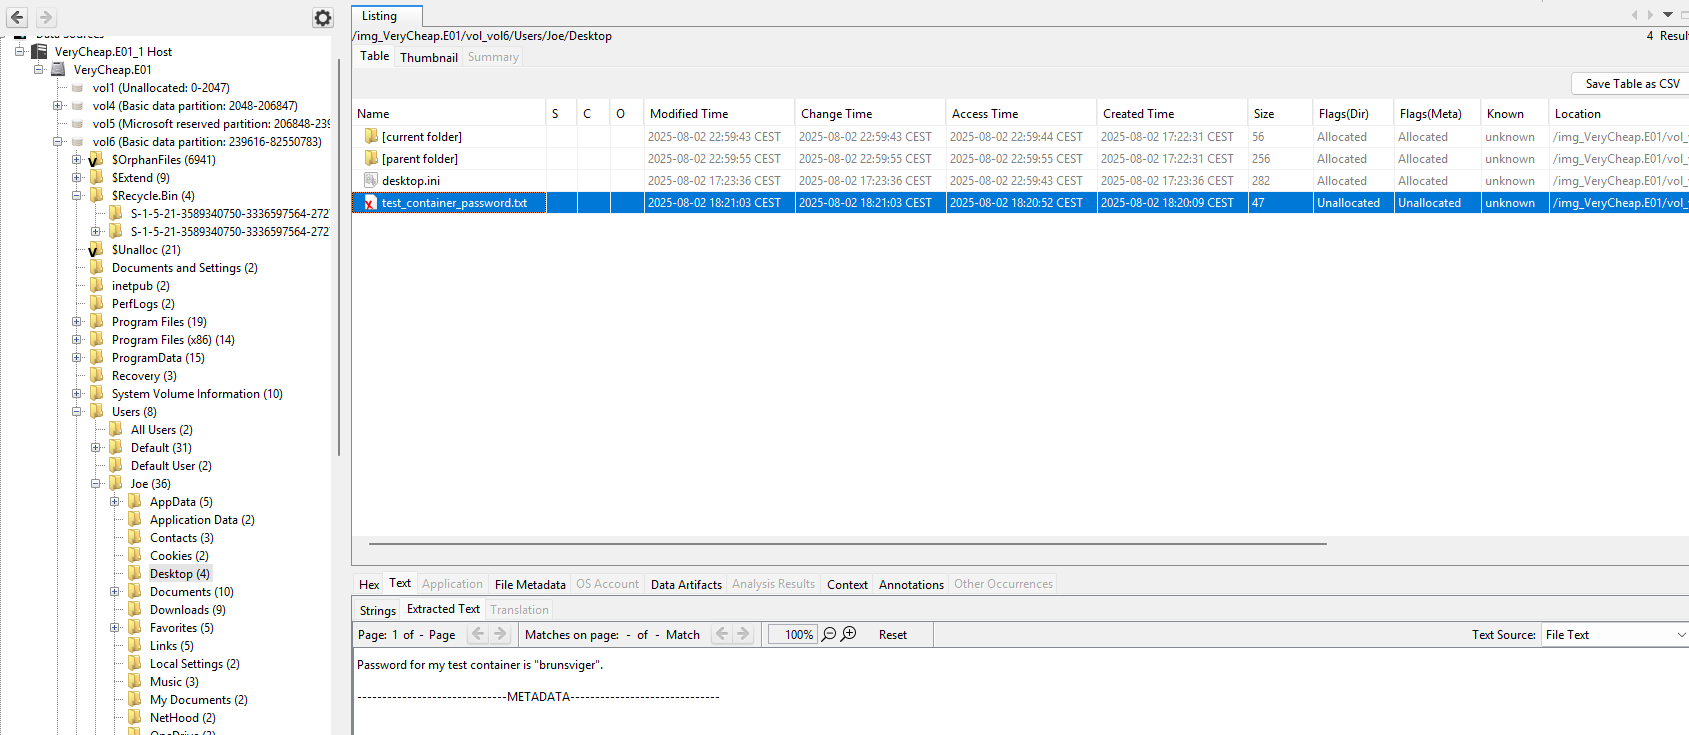 Data Sources
VeryCheap.E01_1 Host
VeryCheap.E01
vol1 (Unallocated: 0-2047)
vol4 (Basic data partition: 2048-206847)
vol5 (Microsoft reserved partition: 206848-239
vol6 (Basic data partition: 239616-82550783)
$OrphanFiles (6941)
$Extend (9)
$Recycle.Bin (4)
S-1-5-21-3589340750-3336597564-272
S-1-5-21-3589340750-3336597564-272
$Unalloc (21)
Documents and Settings (2)
inetpub (2)
PerfLogs (2)
Program Files (19)
Program Files (x86) (14)
ProgramData (15)
Recovery (3)
System Volume Information (10)
Users (8)
All Users (2)
Default (31)
Default User (2)
Joe (36)
AppData (5)
Application Data (2)
Contacts (3)
Cookies (2)
Desktop (4)
Documents (10)
Downloads (9)
Favorites (5)
Links (5)
Local Settings (2)
Music (3)
My Documents (2)
NetHood (2)
Listing
/img_VeryCheap.E01/vol_vol6/Users/Joe/Desktop
4 Resul
Table Thumbnail Summary
Save Table as CSV
Name S C O Modified Time Change Time Access Time Created Time Size Flags(Dir) Flags(Meta) Known Location
[current folder] 2025-08-02 22:59:43 CEST 2025-08-02 22:59:43 CEST 2025-08-02 22:59:44 CEST 2025-08-02 17:22:31 CEST 56 Allocated Allocated unknown /img_VeryCheap.E01/vol_v
[parent folder] 2025-08-02 22:59:55 CEST 2025-08-02 22:59:55 CEST 2025-08-02 22:59:55 CEST 2025-08-02 17:22:31 CEST 256 Allocated Allocated unknown /img_VeryCheap.E01/vol_v
desktop.ini 2025-08-02 17:23:36 CEST 2025-08-02 17:23:36 CEST 2025-08-02 22:59:43 CEST 2025-08-02 17:23:36 CEST 282 Allocated Allocated unknown /img_VeryCheap.E01/vol_v
test_container_password.txt 2025-08-02 18:21:03 CEST 2025-08-02 18:21:03 CEST 2025-08-02 18:20:52 CEST 2025-08-02 18:20:09 CEST 47 Unallocated Unallocated unknown /img_VeryCheap.E01/vol_
Hex Text Application File Metadata OS Account Data Artifacts Analysis Results Context Annotations Other Occurrences
Strings Extracted Text Translation
Page: 1 of - Page Matches on page: - of - Match 100% Reset Text Source: File Text
Password for my test container is "brunsviger".
------------------------------METADATA------------------------------